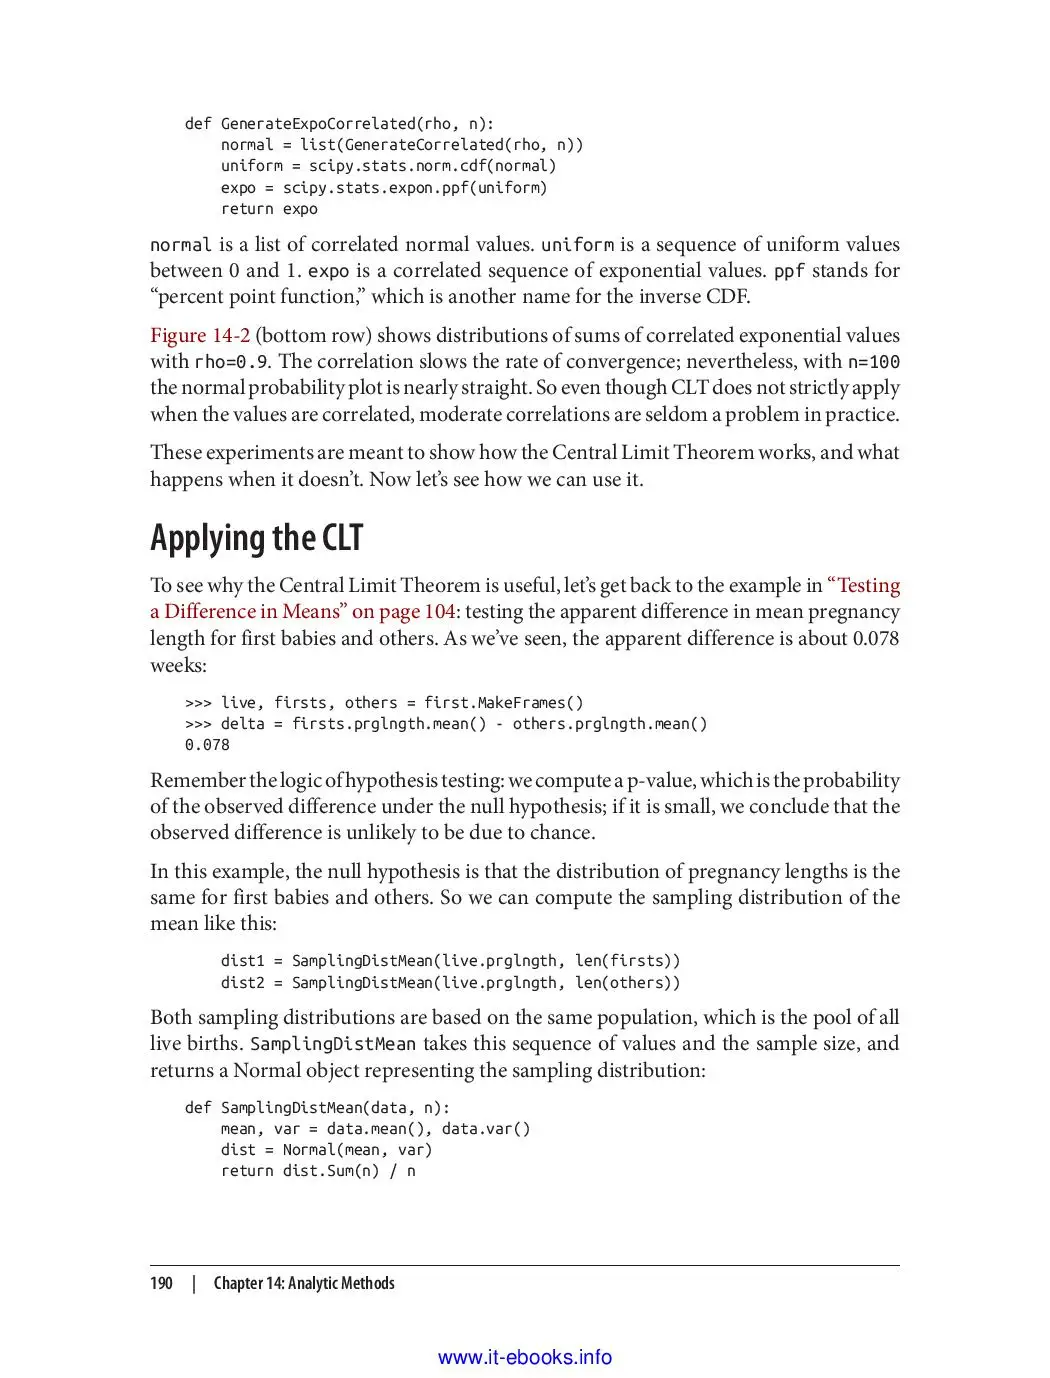 def GenerateExpoCorrelated(rho, n):
    normal = list(GenerateCorrelated(rho, n))
    uniform = scipy.stats.norm.cdf(normal)
    expo = scipy.stats.expon.ppf(uniform)
    return expo
normal is a list of correlated normal values. uniform is a sequence of uniform values
between 0 and 1. expo is a correlated sequence of exponential values. ppf stands for
“percent point function,” which is another name for the inverse CDF.
Figure 14-2 (bottom row) shows distributions of sums of correlated exponential values
with rho=0.9. The correlation slows the rate of convergence; nevertheless, with n=100
the normal probability plot is nearly straight. So even though CLT does not strictly apply
when the values are correlated, moderate correlations are seldom a problem in practice.
These experiments are meant to show how the Central Limit Theorem works, and what
happens when it doesn’t. Now let’s see how we can use it.
Applying the CLT
To see why the Central Limit Theorem is useful, let’s get back to the example in “Testing
a Difference in Means” on page 104: testing the apparent difference in mean pregnancy
length for first babies and others. As we’ve seen, the apparent difference is about 0.078
weeks:
>>> live, firsts, others = first.MakeFrames()
>>> delta = firsts.prglngth.mean() - others.prglngth.mean()
0.078
Remember the logic of hypothesis testing: we compute a p-value, which is the probability
of the observed difference under the null hypothesis; if it is small, we conclude that the
observed difference is unlikely to be due to chance.
In this example, the null hypothesis is that the distribution of pregnancy lengths is the
same for first babies and others. So we can compute the sampling distribution of the
mean like this:
    dist1 = SamplingDistMean(live.prglngth, len(firsts))
    dist2 = SamplingDistMean(live.prglngth, len(others))
Both sampling distributions are based on the same population, which is the pool of all
live births. SamplingDistMean takes this sequence of values and the sample size, and
returns a Normal object representing the sampling distribution:
def SamplingDistMean(data, n):
    mean, var = data.mean(), data.var()
    dist = Normal(mean, var)
    return dist.Sum(n) / n
190 | Chapter 14: Analytic Methods
www.it-ebooks.info